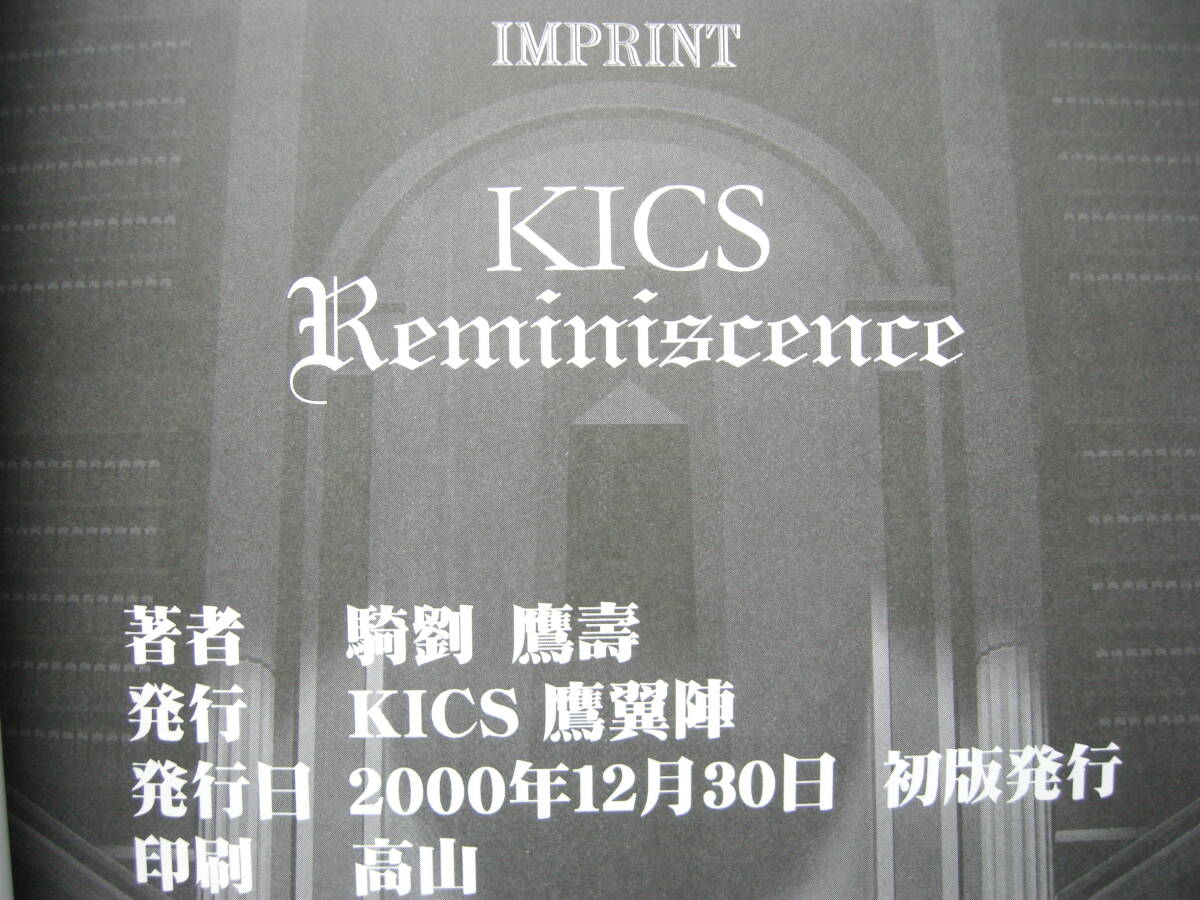 IMPRINT
KICS
Reminiscence
著者 騎劉 鷹壽
発行 KICS 鷹翼陣
発行日 2000年12月30日 初版発行
印刷 高山